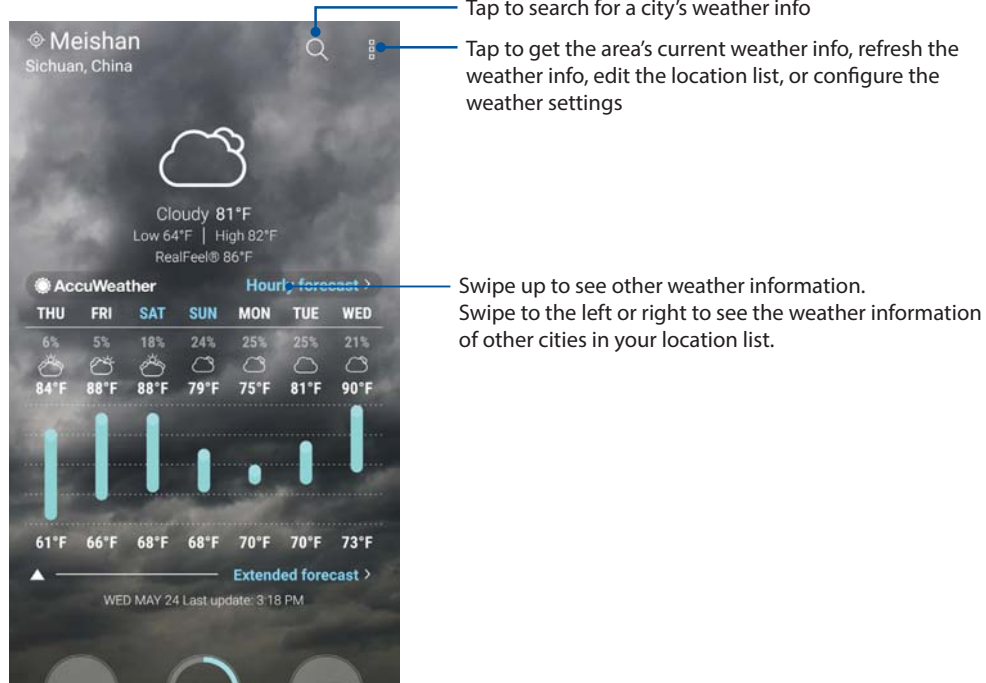 Tap to search for a city's weather info
Meishan
Sichuan, China
Tap to get the area's current weather info, refresh the
weather info, edit the location list, or configure the
weather settings
Cloudy 81°F
Low 64°F | High 82°F
RealFeel® 86°F
AccuWeather Hourly forecast >
THU FRI SAT SUN MON TUE WED
6% 5% 18% 24% 25% 25% 21%
84°F 88°F 88°F 79°F 75°F 81°F 90°F
61°F 66°F 68°F 68°F 70°F 70°F 73°F
Extended forecast >
WED MAY 24 Last update: 3:18 PM
Swipe up to see other weather information.
Swipe to the left or right to see the weather information
of other cities in your location list.